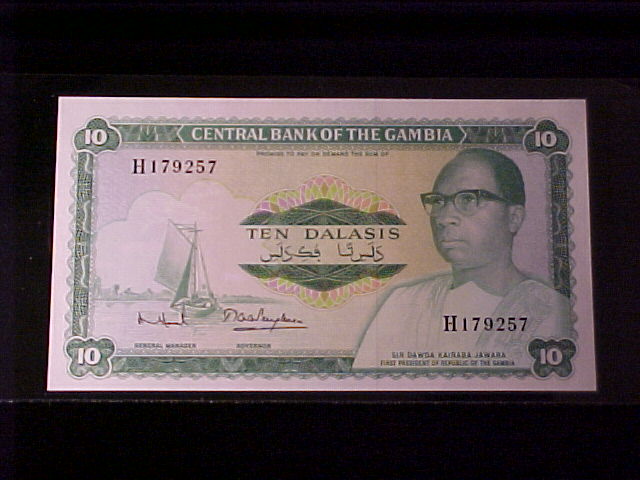 10
CENTRAL BANK OF THE GAMBIA
10
PROMISE TO PAY ON DEMAND THE SUM OF
H179257
TEN DALASIS
H179257
GENERAL MANAGER
GOVERNOR
SIR DAWDA KAIRABA JAWARA
FIRST PRESIDENT OF REPUBLIC OF THE GAMBIA
10
10